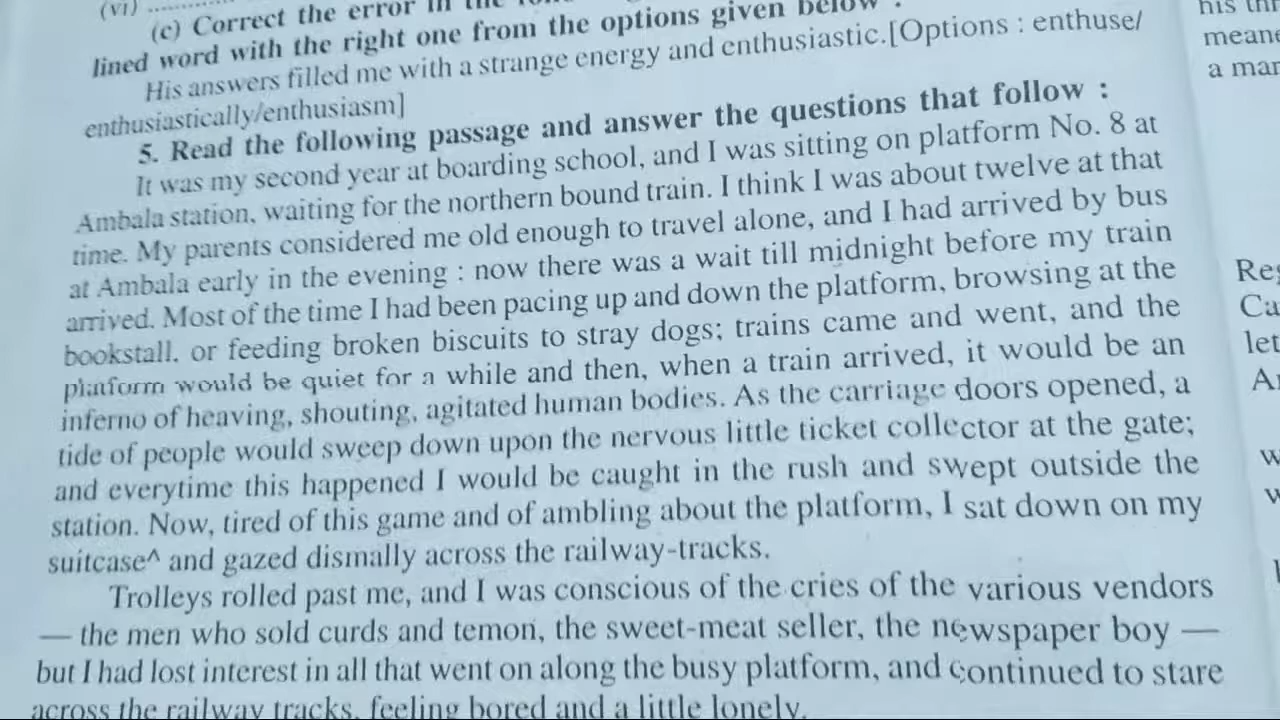 (vi) ..............
(c) Correct the error in the
lined word with the right one from the options given below :
His answers filled me with a strange energy and enthusiastic.[Options : enthuse/
enthusiastically/enthusiasm]
5. Read the following passage and answer the questions that follow :
It was my second year at boarding school, and I was sitting on platform No. 8 at
Ambala station, waiting for the northern bound train. I think I was about twelve at that
time. My parents considered me old enough to travel alone, and I had arrived by bus
at Ambala early in the evening : now there was a wait till midnight before my train
arrived. Most of the time I had been pacing up and down the platform, browsing at the
bookstall. or feeding broken biscuits to stray dogs; trains came and went, and the
platform would be quiet for a while and then, when a train arrived, it would be an
inferno of heaving, shouting, agitated human bodies. As the carriage doors opened, a
tide of people would sweep down upon the nervous little ticket collector at the gate;
and everytime this happened I would be caught in the rush and swept outside the
station. Now, tired of this game and of ambling about the platform, I sat down on my
suitcase^ and gazed dismally across the railway-tracks.
Trolleys rolled past me, and I was conscious of the cries of the various vendors
— the men who sold curds and temon, the sweet-meat seller, the newspaper boy —
but I had lost interest in all that went on along the busy platform, and continued to stare
across the railway tracks, feeling bored and a little lonely.
his
a
let